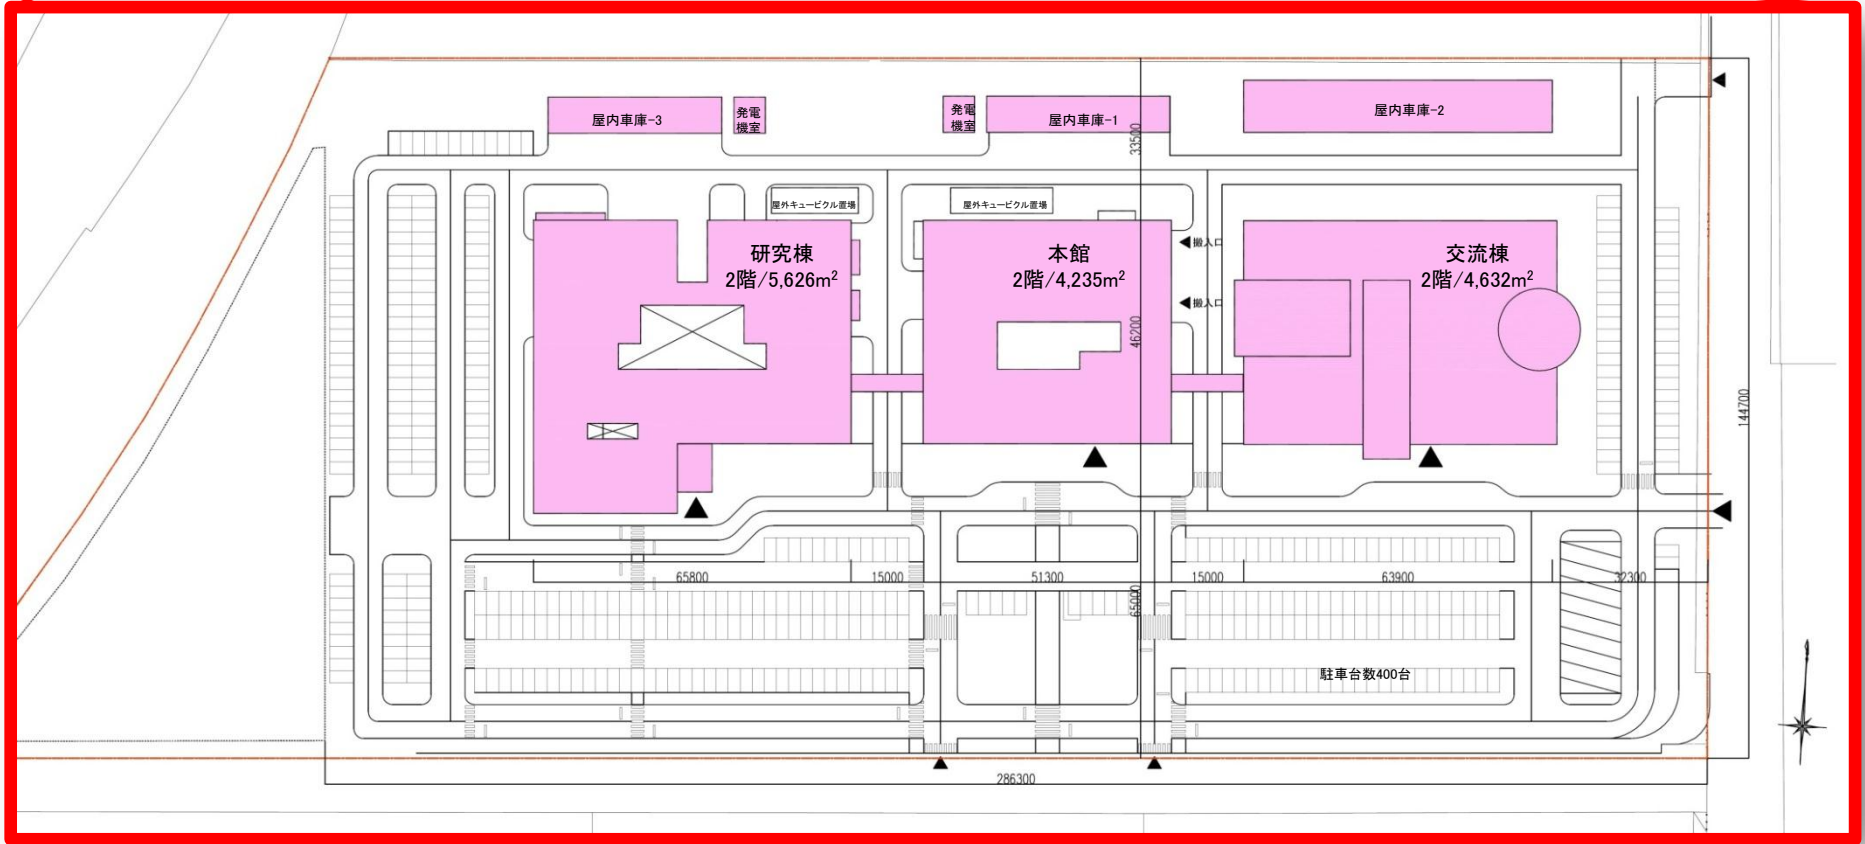 屋内車庫-3
発電
機室
発電
機室
屋内車庫-1
屋内車庫-2
33500
屋外キュービクル置場
屋外キュービクル置場
研究棟
2階/5,626m²
本館
2階/4,235m²
搬入口
搬入口
交流棟
2階/4,632m²
46200
144700
65800
15000
51300
15000
63900
32300
65000
駐車台数400台
286300